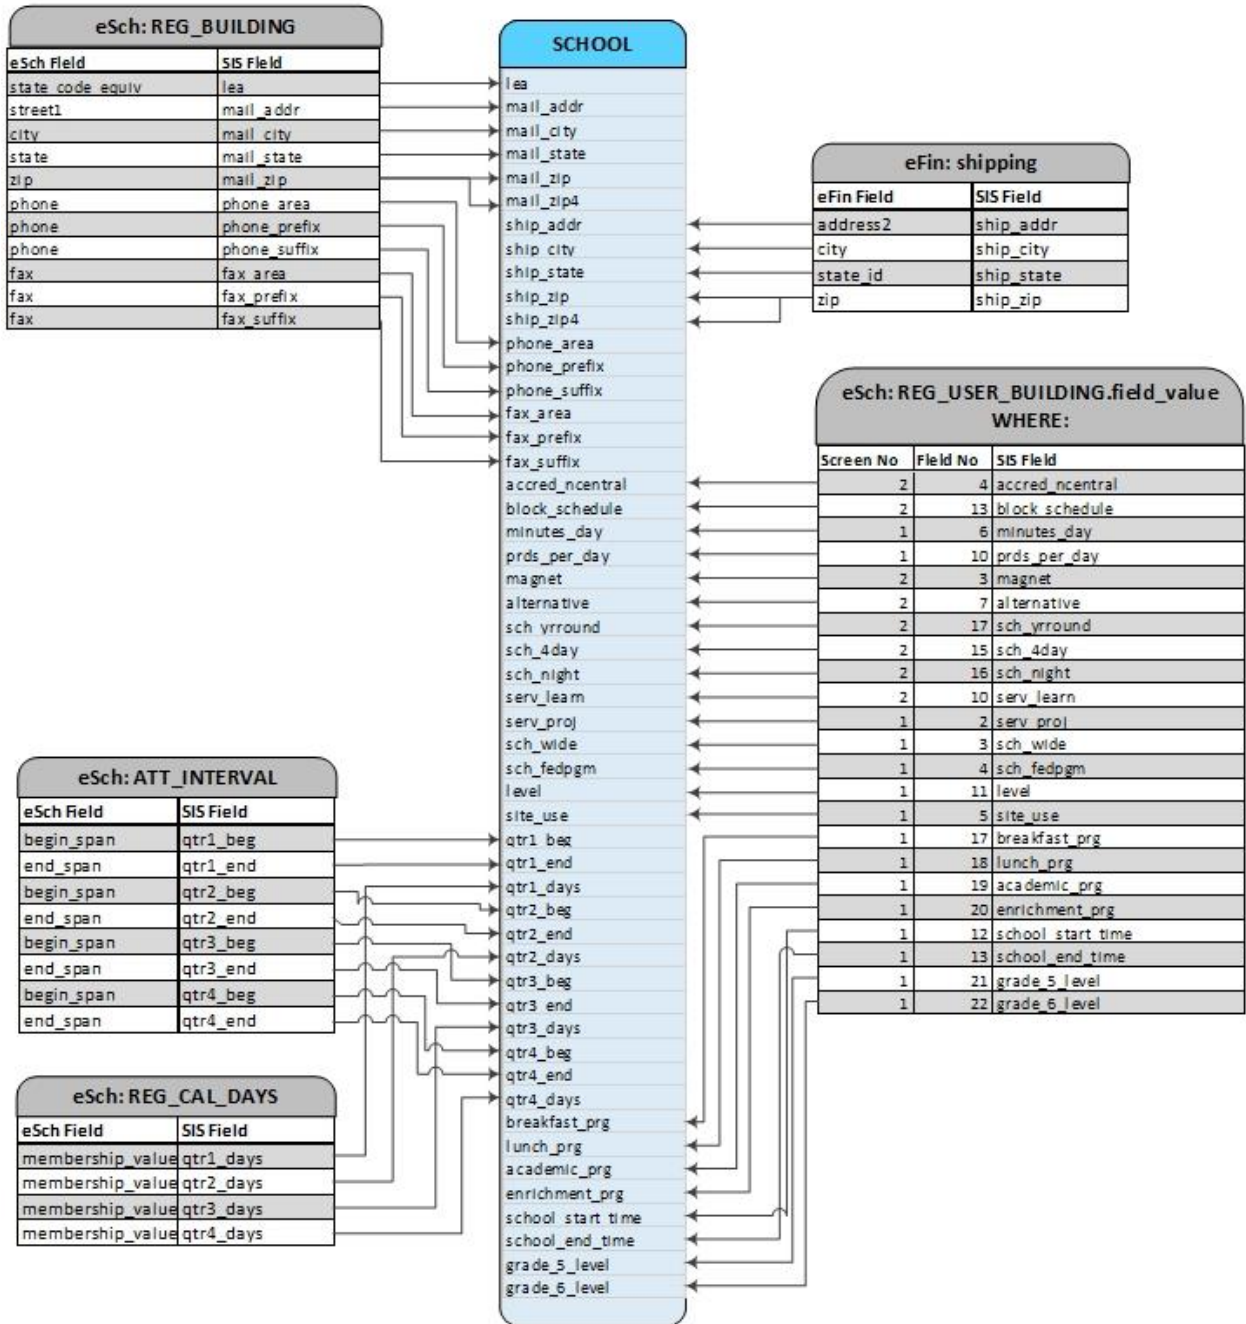 eSch: REG_BUILDING
eSch Field SIS Field
state_code_equiv lea
street1 mail_addr
city mail_city
state mail_state
zip mail_zip
phone phone_area
phone phone_prefix
phone phone_suffix
fax fax_area
fax fax_prefix
fax fax_suffix
SCHOOL
lea
mail_addr
mail_city
mail_state
mail_zip
mail_zip4
ship_addr
ship_city
ship_state
ship_zip
ship_zip4
phone_area
phone_prefix
phone_suffix
fax_area
fax_prefix
fax_suffix
accred_ncentral
block_schedule
minutes_day
prds_per_day
magnet
alternative
sch_yrround
sch_4day
sch_night
serv_learn
serv_proj
sch_wide
sch_fedpgm
level
site_use
qtr1_beg
qtr1_end
qtr1_days
qtr2_beg
qtr2_end
qtr2_days
qtr3_beg
qtr3_end
qtr3_days
qtr4_beg
qtr4_end
qtr4_days
breakfast_prg
lunch_prg
academic_prg
enrichment_prg
school_start_time
school_end_time
grade_5_level
grade_6_level
eFin: shipping
eFin Field SIS Field
address2 ship_addr
city ship_city
state_id ship_state
zip ship_zip
eSch: REG_USER_BUILDING.field_value
WHERE:
Screen No Field No SIS Field
2 4 accred_ncentral
2 13 block_schedule
1 6 minutes_day
1 10 prds_per_day
2 3 magnet
2 7 alternative
2 17 sch_yrround
2 15 sch_4day
2 16 sch_night
2 10 serv_learn
1 2 serv_proj
1 3 sch_wide
1 4 sch_fedpgm
1 11 level
1 5 site_use
1 17 breakfast_prg
1 18 lunch_prg
1 19 academic_prg
1 20 enrichment_prg
1 12 school_start_time
1 13 school_end_time
1 21 grade_5_level
1 22 grade_6_level
eSch: ATT_INTERVAL
eSch Field SIS Field
begin_span qtr1_beg
end_span qtr1_end
begin_span qtr2_beg
end_span qtr2_end
begin_span qtr3_beg
end_span qtr3_end
begin_span qtr4_beg
end_span qtr4_end
eSch: REG_CAL_DAYS
eSch Field SIS Field
membership_value qtr1_days
membership_value qtr2_days
membership_value qtr3_days
membership_value qtr4_days